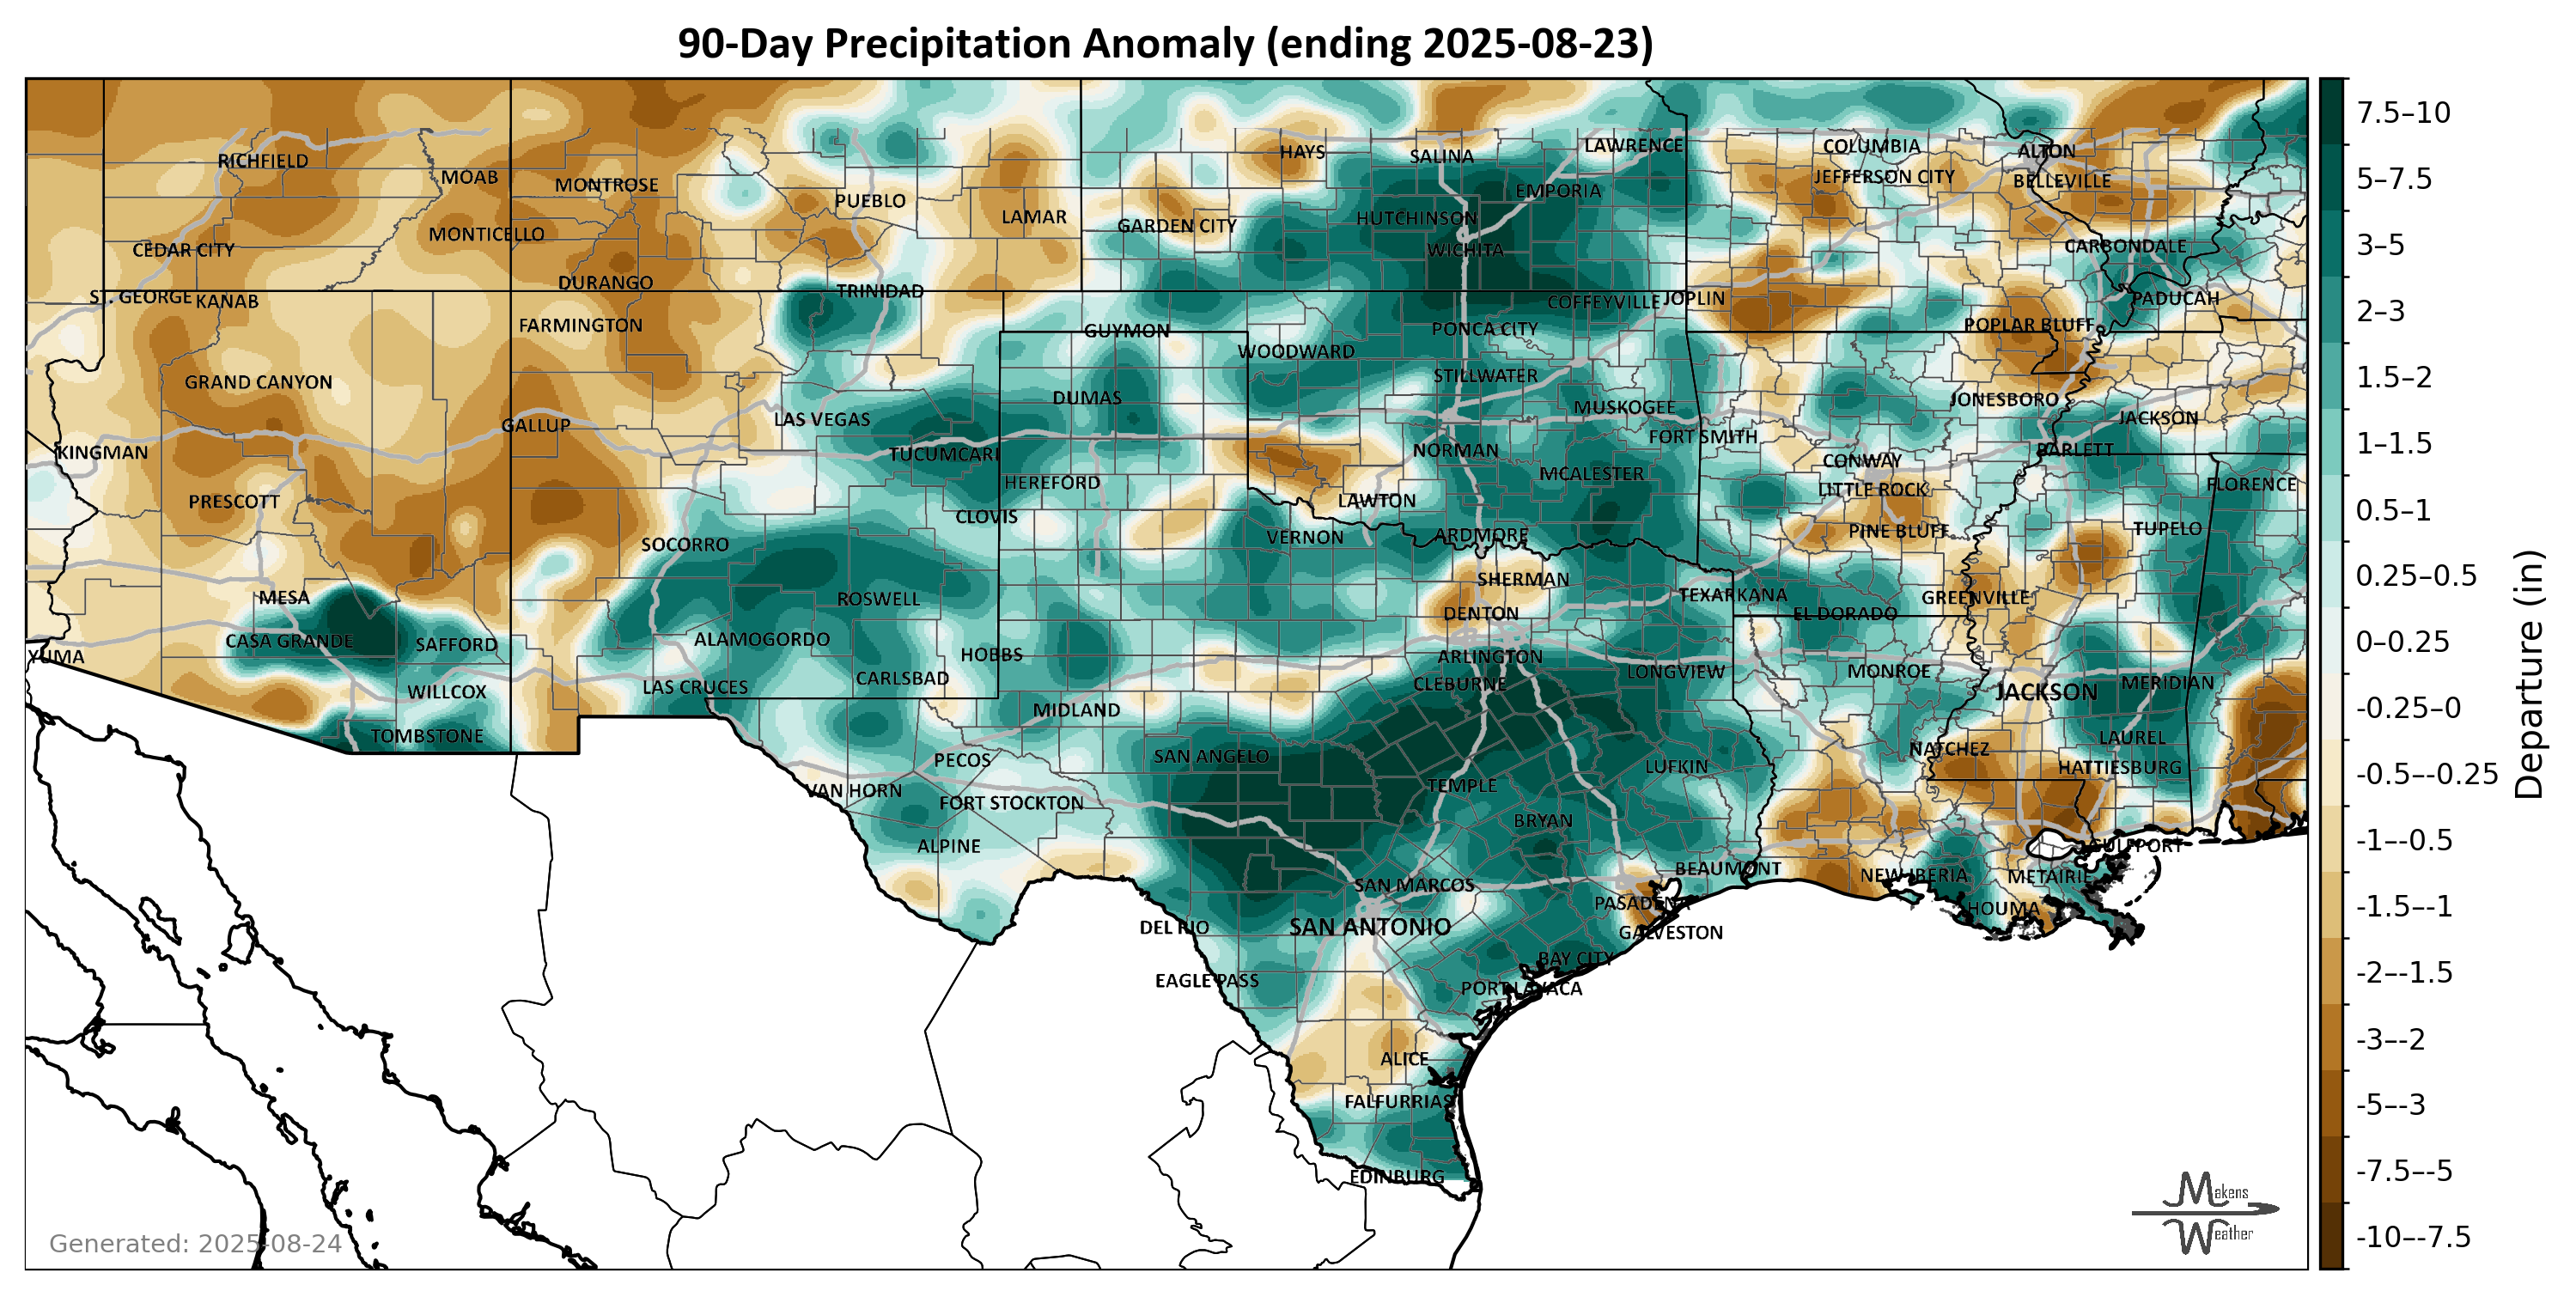 90-Day Precipitation Anomaly (ending 2025-08-23)
RICHFIELD
MOAB
MONTROSE
PUEBLO
LAMAR
HAYS
SALINA
LAWRENCE
COLUMBIA
ALTON
JEFFERSON CITY
BELLEVILLE
EMPORIA
HUTCHINSON
GARDEN CITY
MONTICELLO
CEDAR CITY
WICHITA
CARBONDALE
DURANGO
TRINIDAD
ST. GEORGE
KANAB
COFFEYVILLE
JOPLIN
PADUCAH
FARMINGTON
GUYMON
PONCA CITY
POPLAR BLUFF
WOODWARD
STILLWATER
GRAND CANYON
DUMAS
MUSKOGEE
JONESBORO
JACKSON
LAS VEGAS
GALLUP
FORT SMITH
KINGMAN
TUCUMCARI
NORMAN
BARLETT
CONWAY
MCALESTER
HEREFORD
LITTLE ROCK
FLORENCE
PRESCOTT
LAWTON
CLOVIS
PINE BLUFF
TUPELO
SOCORRO
VERNON
ARDMORE
SHERMAN
MESA
ROSWELL
TEXARKANA
GREENVILLE
DENTON
EL DORADO
CASA GRANDE
SAFFORD
ALAMOGORDO
YUMA
HOBBS
ARLINGTON
LONGVIEW
MONROE
CARLSBAD
CLEBURNE
LAS CRUCES
WILLCOX
JACKSON
MERIDIAN
MIDLAND
TOMBSTONE
LAUREL
NATCHEZ
SAN ANGELO
PECOS
LUFKIN
HATTIESBURG
TEMPLE
VAN HORN
FORT STOCKTON
BRYAN
ALPINE
GULFPORT
BEAUMONT
NEW IBERIA
METAIRIE
SAN MARCOS
PASADENA
HOUMA
DEL RIO
SAN ANTONIO
GALVESTON
BAY CITY
EAGLE PASS
PORT LAVACA
ALICE
FALFURRIAS
EDINBURG
Generated: 2025-08-24
Makens
Weather
7.5–10
5–7.5
3–5
2–3
1.5–2
1–1.5
0.5–1
0.25–0.5
0–0.25
-0.25–0
-0.5–-0.25
-1–-0.5
-1.5–-1
-2–-1.5
-3–-2
-5–-3
-7.5–-5
-10–-7.5
Departure (in)